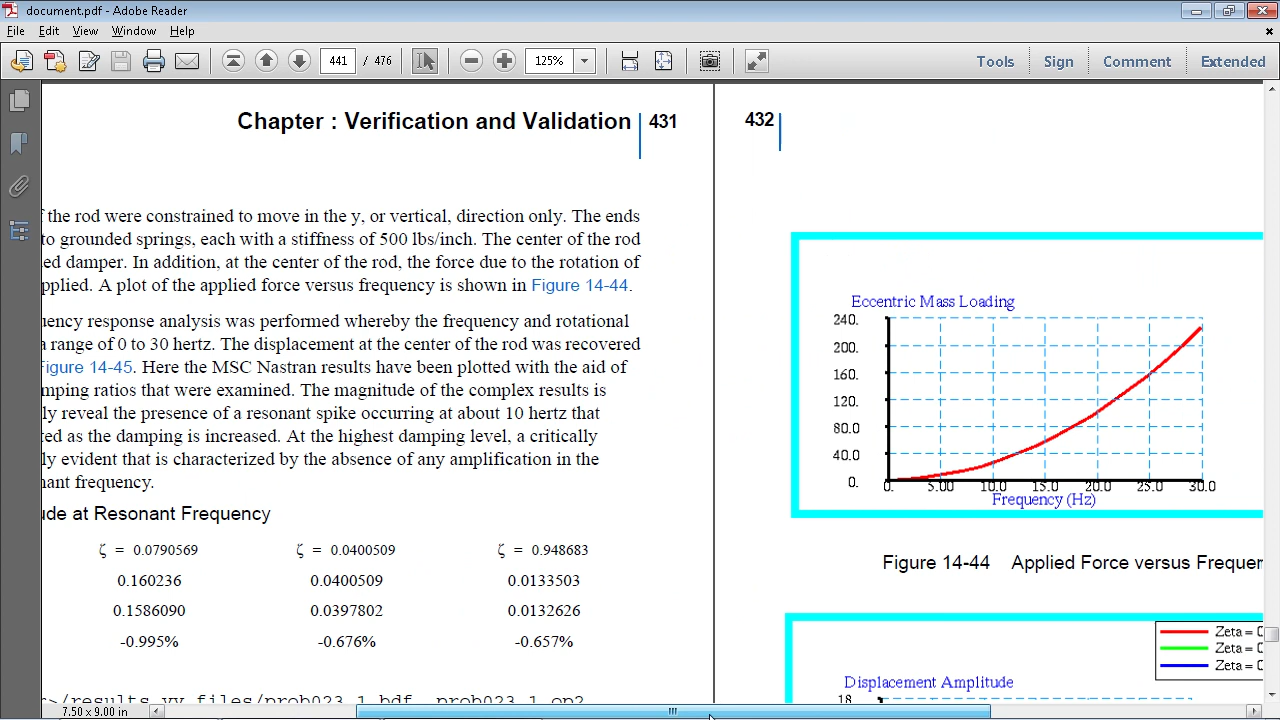 document.pdf - Adobe Reader
File Edit View Window Help
441 / 476 125% Tools Sign Comment Extended
Chapter : Verification and Validation 431
f the rod were constrained to move in the y, or vertical, direction only. The ends
to grounded springs, each with a stiffness of 500 lbs/inch. The center of the rod
ed damper. In addition, at the center of the rod, the force due to the rotation of
pplied. A plot of the applied force versus frequency is shown in Figure 14-44.
uency response analysis was performed whereby the frequency and rotational
a range of 0 to 30 hertz. The displacement at the center of the rod was recovered
Figure 14-45. Here the MSC Nastran results have been plotted with the aid of
mping ratios that were examined. The magnitude of the complex results is
ly reveal the presence of a resonant spike occuring at about 10 hertz that
ted as the damping is increased. At the highest damping level, a critically
ly evident that is characterized by the absence of any amplification in the
nant frequency.
ude at Resonant Frequency
ζ = 0.0790569 ζ = 0.0400509 ζ = 0.948683
0.160236 0.0400509 0.0133503
0.1586090 0.0397802 0.0132626
-0.995% -0.676% -0.657%
432
Eccentric Mass Loading
240.
200.
160.
120.
80.0
40.0
0.
0. 5.00 10.0 15.0 20.0 25.0 30.0
Frequency (Hz)
Figure 14-44 Applied Force versus Frequer
Zeta = 0
Zeta = 0
Zeta = 0
Displacement Amplitude
18
7.50 x 9.00 in